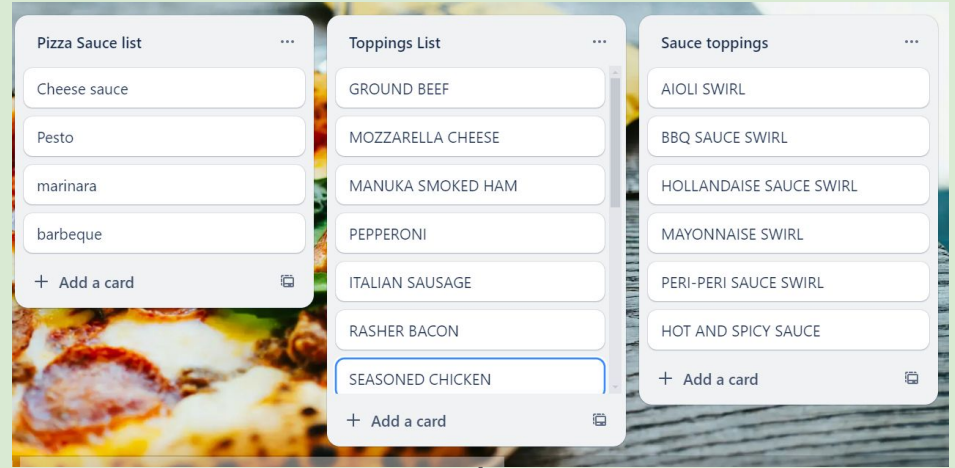 Pizza Sauce list
Cheese sauce
Pesto
marinara
barbeque
+ Add a card
Toppings List
GROUND BEEF
MOZZARELLA CHEESE
MANUKA SMOKED HAM
PEPPERONI
ITALIAN SAUSAGE
RASHER BACON
SEASONED CHICKEN
+ Add a card
Sauce toppings
AIOLI SWIRL
BBQ SAUCE SWIRL
HOLLANDAISE SAUCE SWIRL
MAYONNAISE SWIRL
PERI-PERI SAUCE SWIRL
HOT AND SPICY SAUCE
+ Add a card